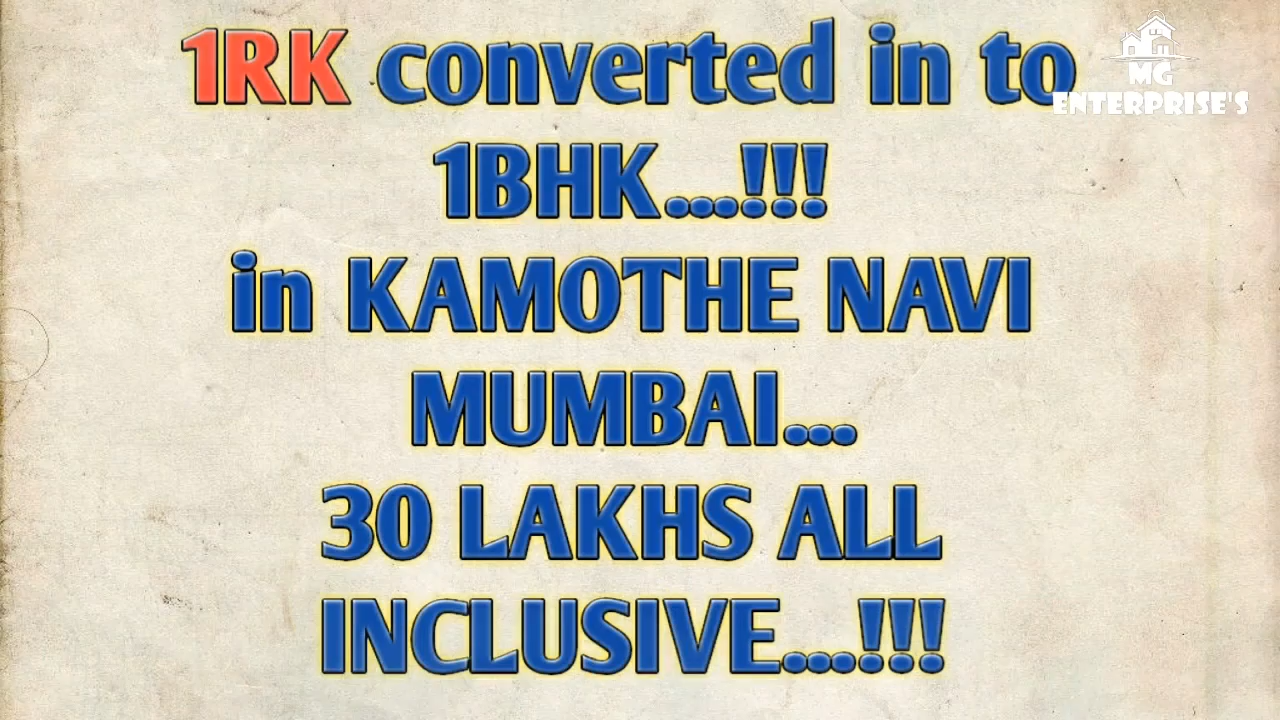 1RK converted in to
1BHK...!!!
in KAMOTHE NAVI
MUMBAI...
30 LAKHS ALL
INCLUSIVE...!!!
MG
ENTERPRISE'S